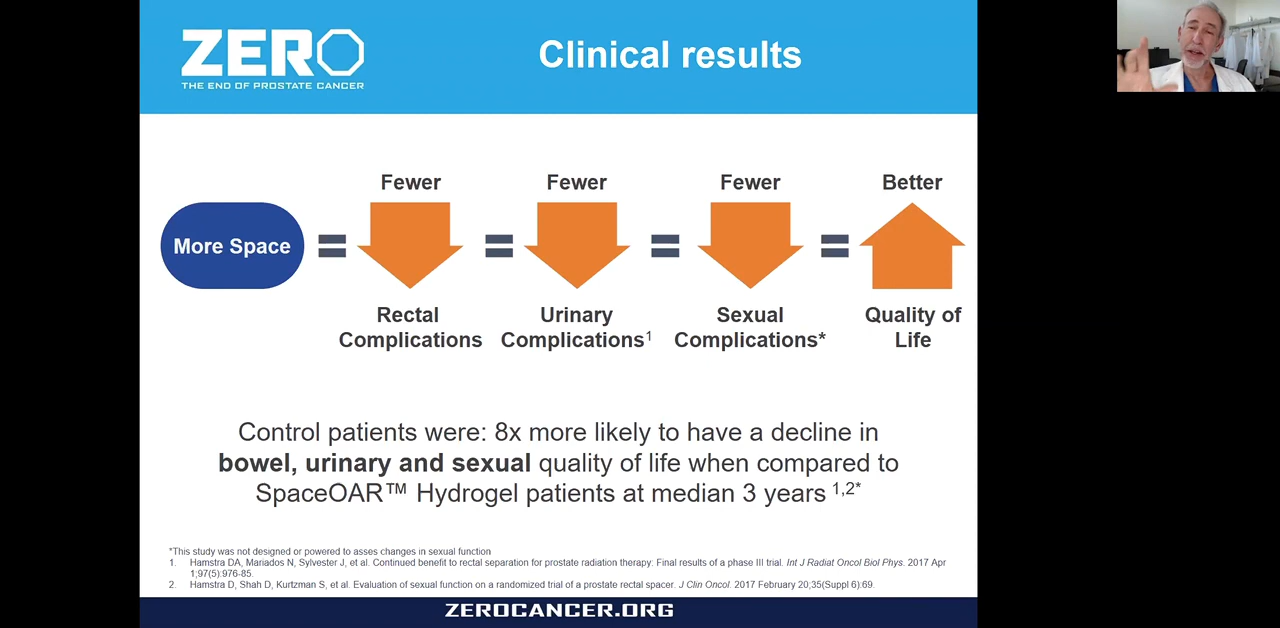 ZERO
THE END OF PROSTATE CANCER
Clinical results
More Space
=
Fewer
Rectal
Complications
=
Fewer
Urinary
Complications1
=
Fewer
Sexual
Complications*
=
Better
Quality of
Life
Control patients were: 8x more likely to have a decline in
bowel, urinary and sexual quality of life when compared to
SpaceOAR™ Hydrogel patients at median 3 years 1,2*
*This study was not designed or powered to asses changes in sexual function
1. Hamstra DA, Mariados N, Sylvester J, et al. Continued benefit to rectal separation for prostate radiation therapy: Final results of a phase III trial. Int J Radiat Oncol Biol Phys. 2017 Apr
1;97(5):976-85.
2. Hamstra D, Shah D, Kurtzman S, et al. Evaluation of sexual function on a randomized trial of a prostate rectal spacer. J Clin Oncol. 2017 February 20;35(Suppl 6):69.
ZEROCANCER.ORG